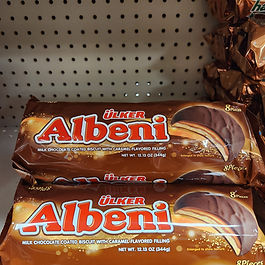 ÜLKER
Albeni
MILK CHOCOLATE COATED BISCUIT WITH CARAMEL FLAVORED FILLING
NET WT. 12.13 OZ (344g)
8 Pieces
ÜLKER
Albeni
MILK CHOCOLATE COATED BISCUIT WITH CARAMEL FLAVORED FILLING
NET WT. 12.13 OZ (344g)
8Pieces